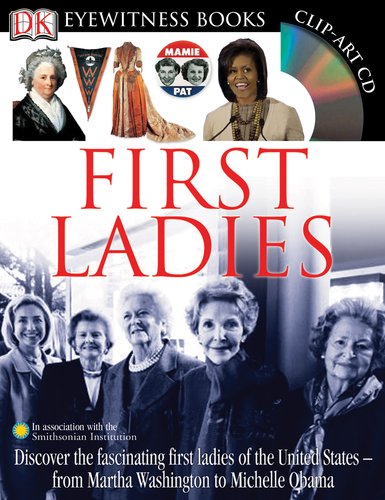 DK EYEWITNESS BOOKS
CLIP-ART CD
W
MAMIE
PAT
FIRST
LADIES
In association with the
Smithsonian Institution
Discover the fascinating first ladies of the United States –
from Martha Washington to Michelle Obama